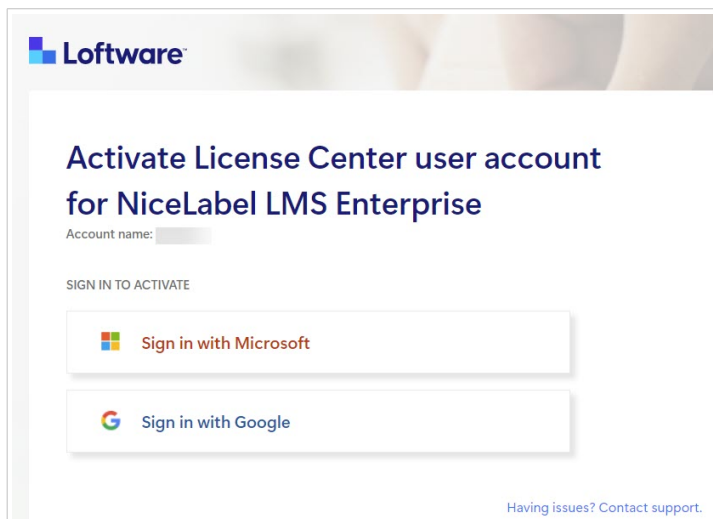 Loftware
Activate License Center user account
for NiceLabel LMS Enterprise
Account name:
SIGN IN TO ACTIVATE
Sign in with Microsoft
Sign in with Google
Having issues? Contact support.